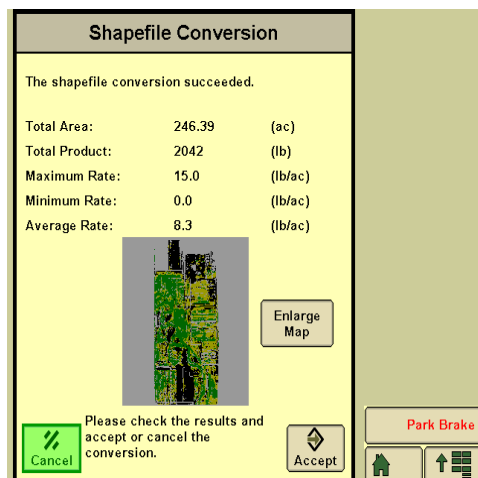 Shapefile Conversion
The shapefile conversion succeeded.
Total Area: 246.39 (ac)
Total Product: 2042 (lb)
Maximum Rate: 15.0 (lb/ac)
Minimum Rate: 0.0 (lb/ac)
Average Rate: 8.3 (lb/ac)
Enlarge
Map
Please check the results and
accept or cancel the
conversion.
Cancel
Accept
Park Brake